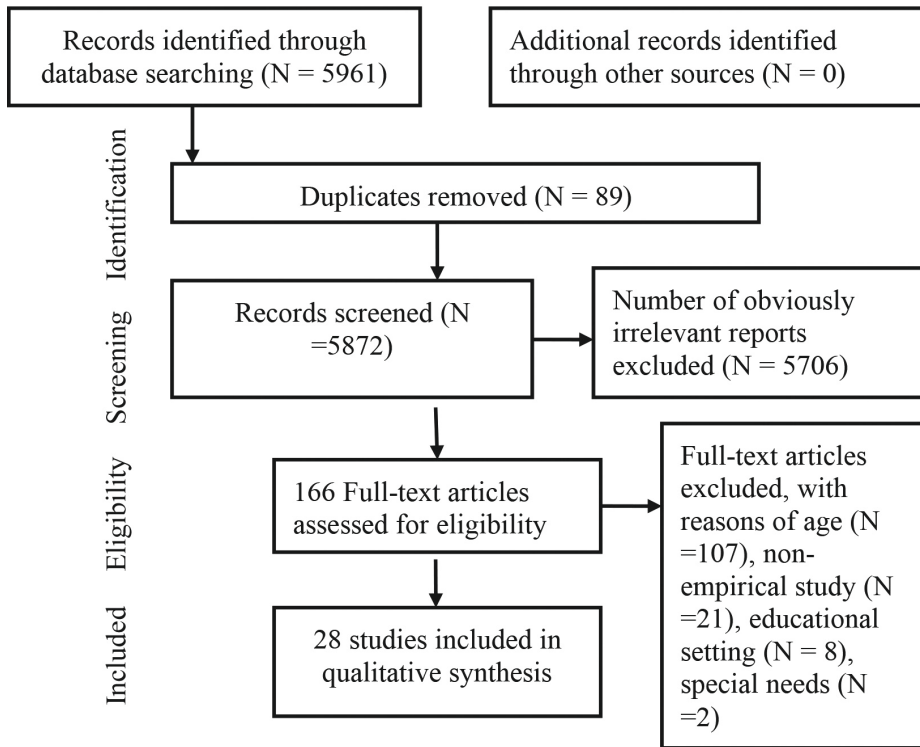 Records identified through
database searching (N = 5961)
Additional records identified
through other sources (N = 0)
Identification
Duplicates removed (N = 89)
Screening
Records screened (N
=5872)
Number of obviously
irrelevant reports
excluded (N = 5706)
Eligibility
166 Full-text articles
assessed for eligibility
Full-text articles
excluded, with
reasons of age (N
=107), non-
empirical study (N
=21), educational
setting (N = 8),
special needs (N
=2)
Included
28 studies included in
qualitative synthesis